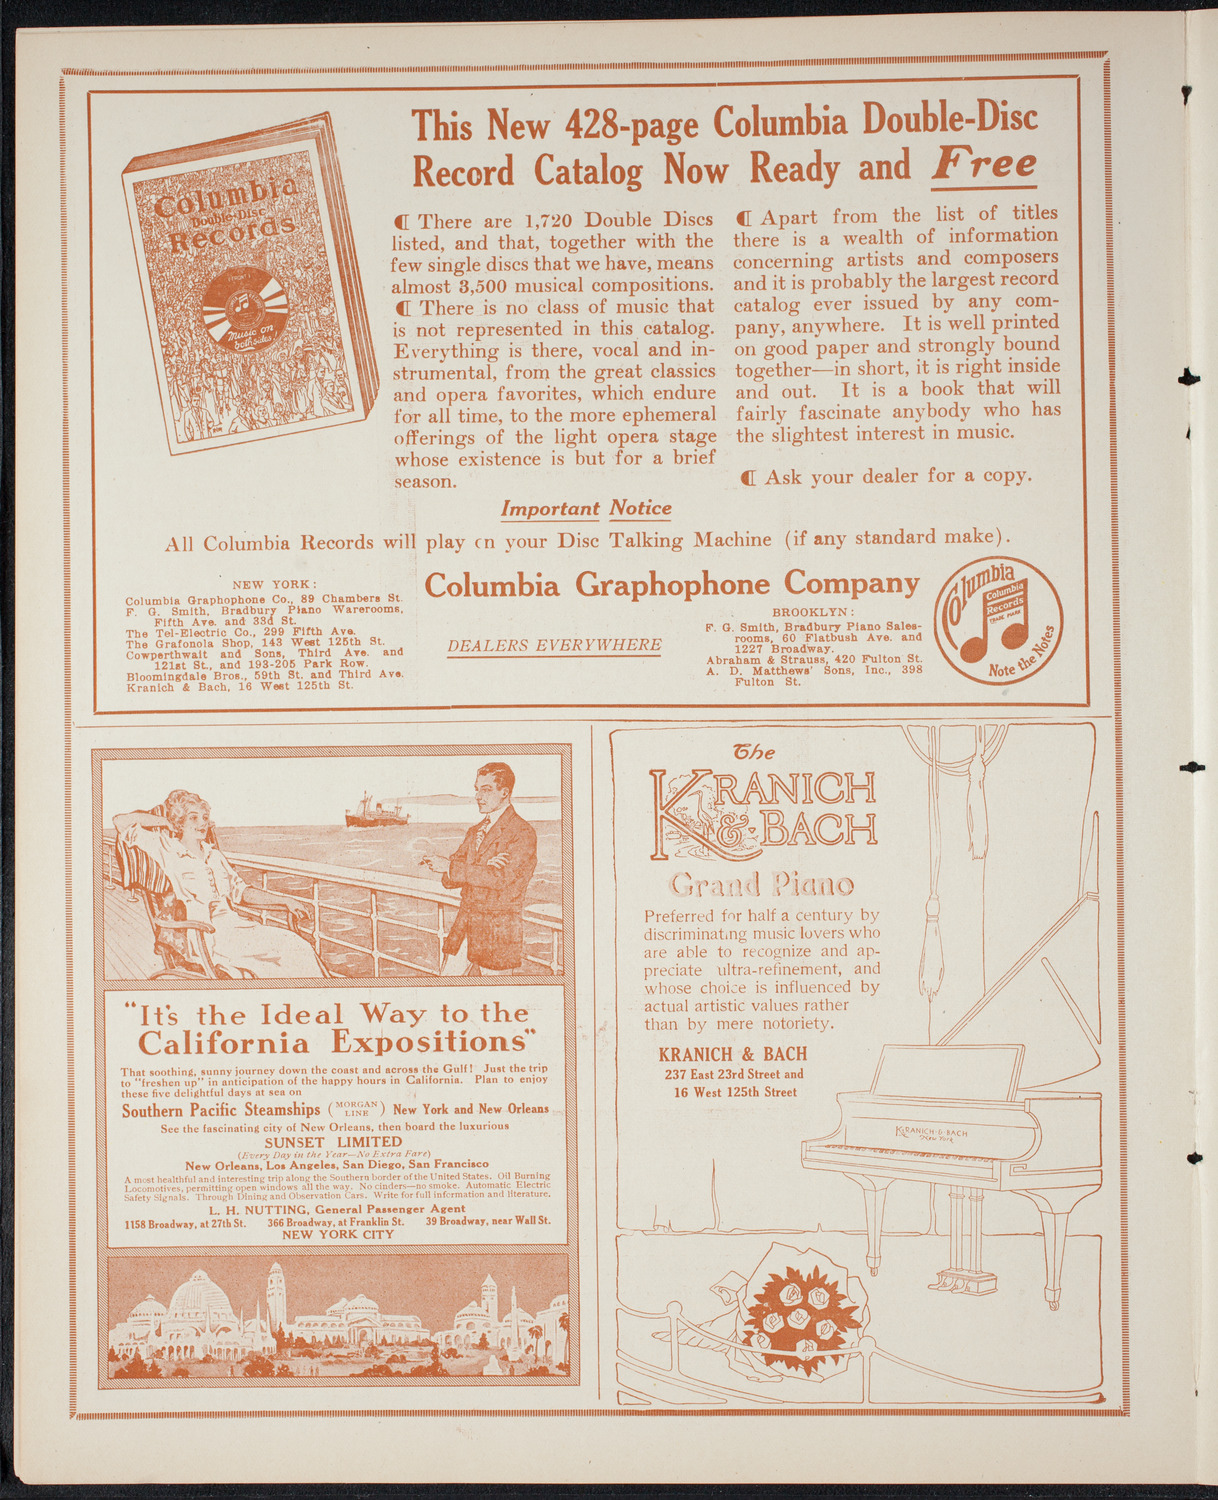 This New 428-page Columbia Double-Disc
Record Catalog Now Ready and Free
Columbia
Double-Disc
Records
Music on
both sides
¶ There are 1,720 Double Discs
listed, and that, together with the
few single discs that we have, means
almost 3,500 musical compositions.
¶ There is no class of music that
is not represented in this catalog.
Everything is there, vocal and in-
strumental, from the great classics
and opera favorites, which endure
for all time, to the more ephemeral
offerings of the light opera stage
whose existence is but for a brief
season.
¶ Apart from the list of titles
there is a wealth of information
concerning artists and composers
and it is probably the largest record
catalog ever issued by any com-
pany, anywhere. It is well printed
on good paper and strongly bound
together—in short, it is right inside
and out. It is a book that will
fairly fascinate anybody who has
the slightest interest in music.
¶ Ask your dealer for a copy.
Important Notice
All Columbia Records will play on your Disc Talking Machine (if any standard make).
NEW YORK:
Columbia Graphophone Co., 89 Chambers St.
F. G. Smith, Bradbury Piano Warerooms,
Fifth Ave. and 33d St.
The Tel-Electric Co., 299 Fifth Ave.
The Grafonola Shop, 143 West 125th St.
Cowperthwait and Sons, Third Ave. and
121st St., and 193-205 Park Row.
Bloomingdale Bros., 59th St. and Third Ave.
Kranich & Bach, 16 West 125th St.
Columbia Graphophone Company
DEALERS EVERYWHERE
BROOKLYN:
F. G. Smith, Bradbury Piano Sales-
rooms, 60 Flatbush Ave. and
1227 Broadway.
Abraham & Strauss, 420 Fulton St.
A. D. Matthews' Sons, Inc., 398
Fulton St.
Columbia
Columbia
Records
TRADE MARK
Note the Notes
"It's the Ideal Way to the
California Expositions"
That soothing, sunny journey down the coast and across the Gulf! Just the trip
to "freshen up" in anticipation of the happy hours in California. Plan to enjoy
these five delightful days at sea on
Southern Pacific Steamships (MORGAN LINE) New York and New Orleans
See the fascinating city of New Orleans, then board the luxurious
SUNSET LIMITED
(Every Day in the Year—No Extra Fare)
New Orleans, Los Angeles, San Diego, San Francisco
A most healthful and interesting trip along the Southern border of the United States. Oil Burning
Locomotives, permitting open windows all the way. No cinders—no smoke. Automatic Electric
Safety Signals. Through Dining and Observation Cars. Write for full information and literature.
L. H. NUTTING, General Passenger Agent
1158 Broadway, at 27th St. 366 Broadway, at Franklin St. 39 Broadway, near Wall St.
NEW YORK CITY
The
KRANICH
& BACH
Grand Piano
Preferred for half a century by
discriminating music lovers who
are able to recognize and ap-
preciate ultra-refinement, and
whose choice is influenced by
actual artistic values rather
than by mere notoriety.
KRANICH & BACH
237 East 23rd Street and
16 West 125th Street
KRANICH & BACH
New York